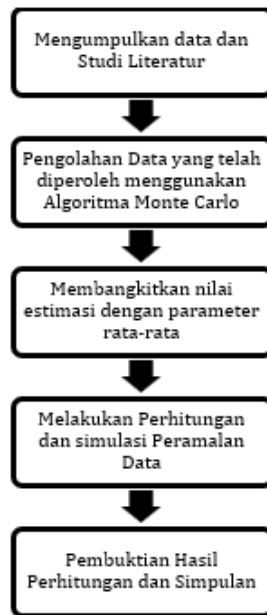 Mengumpulkan data dan
Studi Literatur
Pengolahan Data yang telah
diperoleh menggunakan
Algoritma Monte Carlo
Membangkitkan nilai
estimasi dengan parameter
rata-rata
Melakukan Perhitungan
dan simulasi Peramalan
Data
Pembuktian Hasil
Perhitungan dan Simpulan